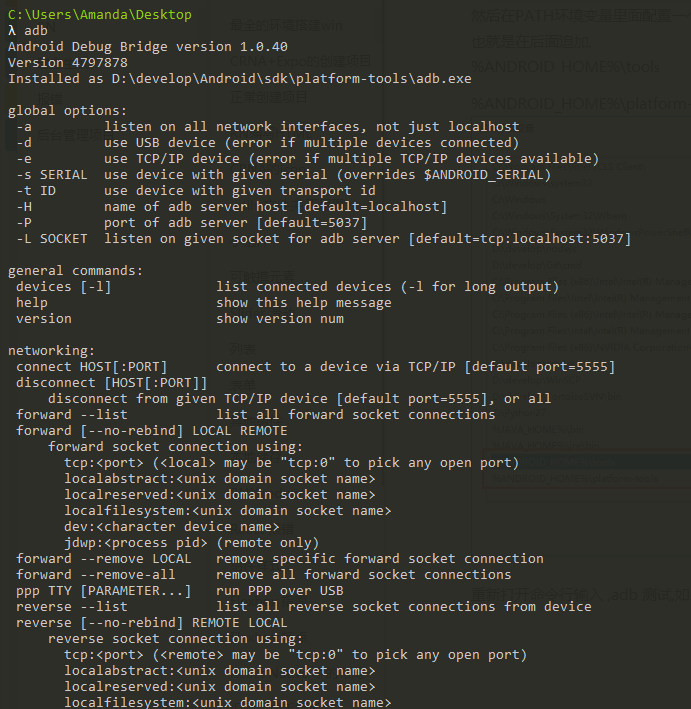 C:\Users\Amanda\Desktop
λ adb
Android Debug Bridge version 1.0.40
Version 4797878
Installed as D:\develop\Android\sdk\platform-tools\adb.exe
global options:
-a listen on all network interfaces, not just localhost
-d use USB device (error if multiple devices connected)
-e use TCP/IP device (error if multiple TCP/IP devices available)
-s SERIAL use device with given serial (overrides $ANDROID_SERIAL)
-t ID use device with given transport id
-H name of adb server host [default=localhost]
-P port of adb server [default=5037]
-L SOCKET listen on given socket for adb server [default=tcp:localhost:5037]
general commands:
devices [-l] list connected devices (-l for long output)
help show this help message
version show version num
networking:
connect HOST[:PORT] connect to a device via TCP/IP [default port=5555]
disconnect [HOST[:PORT]]
disconnect from given TCP/IP device [default port=5555], or all
forward --list list all forward socket connections
forward [--no-rebind] LOCAL REMOTE
forward socket connection using:
tcp:<port> (<local> may be "tcp:0" to pick any open port)
localabstract:<unix domain socket name>
localreserved:<unix domain socket name>
localfilesystem:<unix domain socket name>
dev:<character device name>
jdwp:<process pid> (remote only)
forward --remove LOCAL remove specific forward socket connection
forward --remove-all remove all forward socket connections
ppp TTY [PARAMETER...] run PPP over USB
reverse --list list all reverse socket connections from device
reverse [--no-rebind] REMOTE LOCAL
reverse socket connection using:
tcp:<port> (<remote> may be "tcp:0" to pick any open port)
localabstract:<unix domain socket name>
localreserved:<unix domain socket name>
localfilesystem:<unix domain socket name>
%ANDROID_HOME%\tools
%ANDROID_HOME%\platform